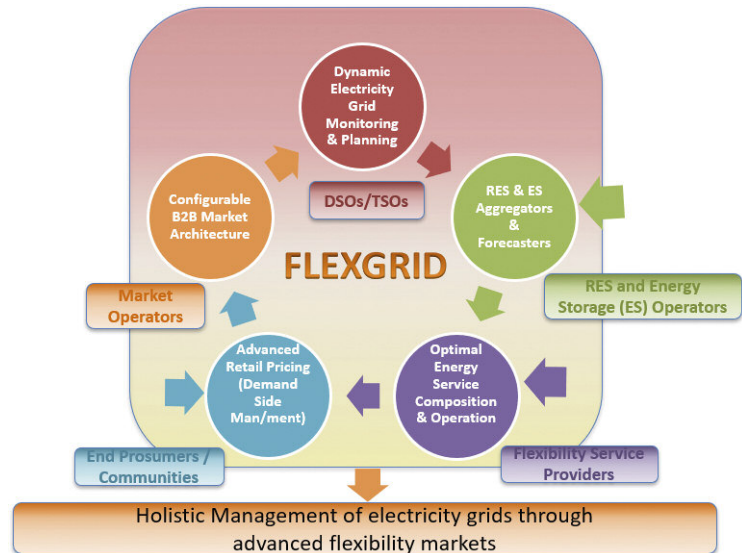 Dynamic
Electricity
Grid
Monitoring
& Planning
DSOs/TSOs
Configurable
B2B Market
Architecture
RES & ES
Aggregators
&
Forecasters
FLEXGRID
Market
Operators
RES and Energy
Storage (ES) Operators
Advanced
Retail Pricing
(Demand
Side
Man/ment)
Optimal
Energy
Service
Composition
& Operation
End Prosumers /
Communities
Flexibility Service
Providers
Holistic Management of electricity grids through
advanced flexibility markets